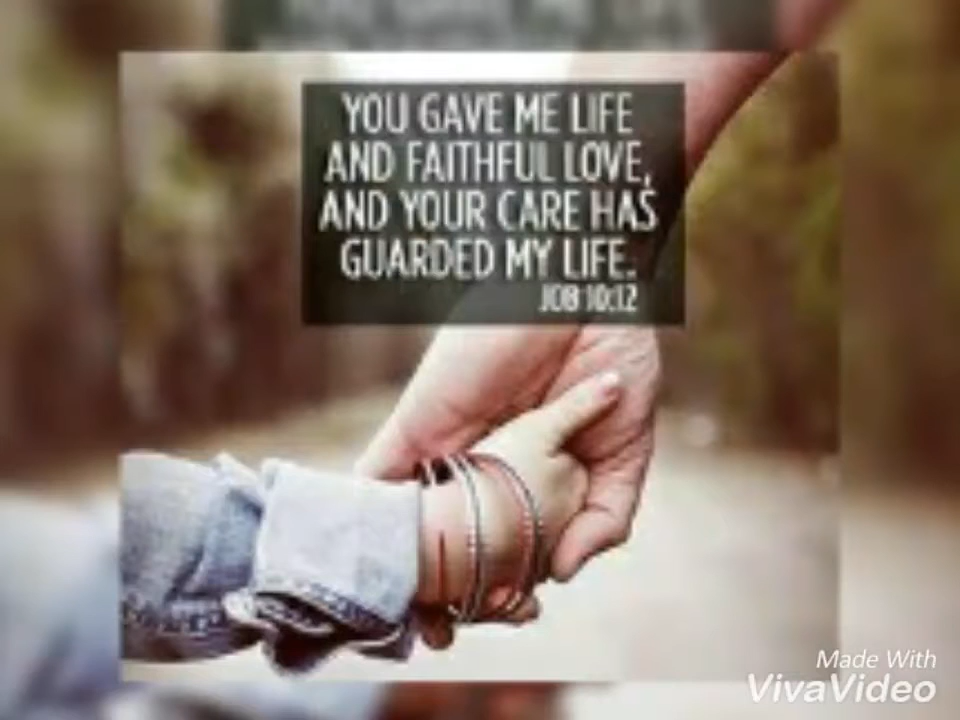 YOU GAVE ME LIFE
AND FAITHFUL LOVE,
AND YOUR CARE HAS
GUARDED MY LIFE.
JOB 10:12
Made With
VivaVideo